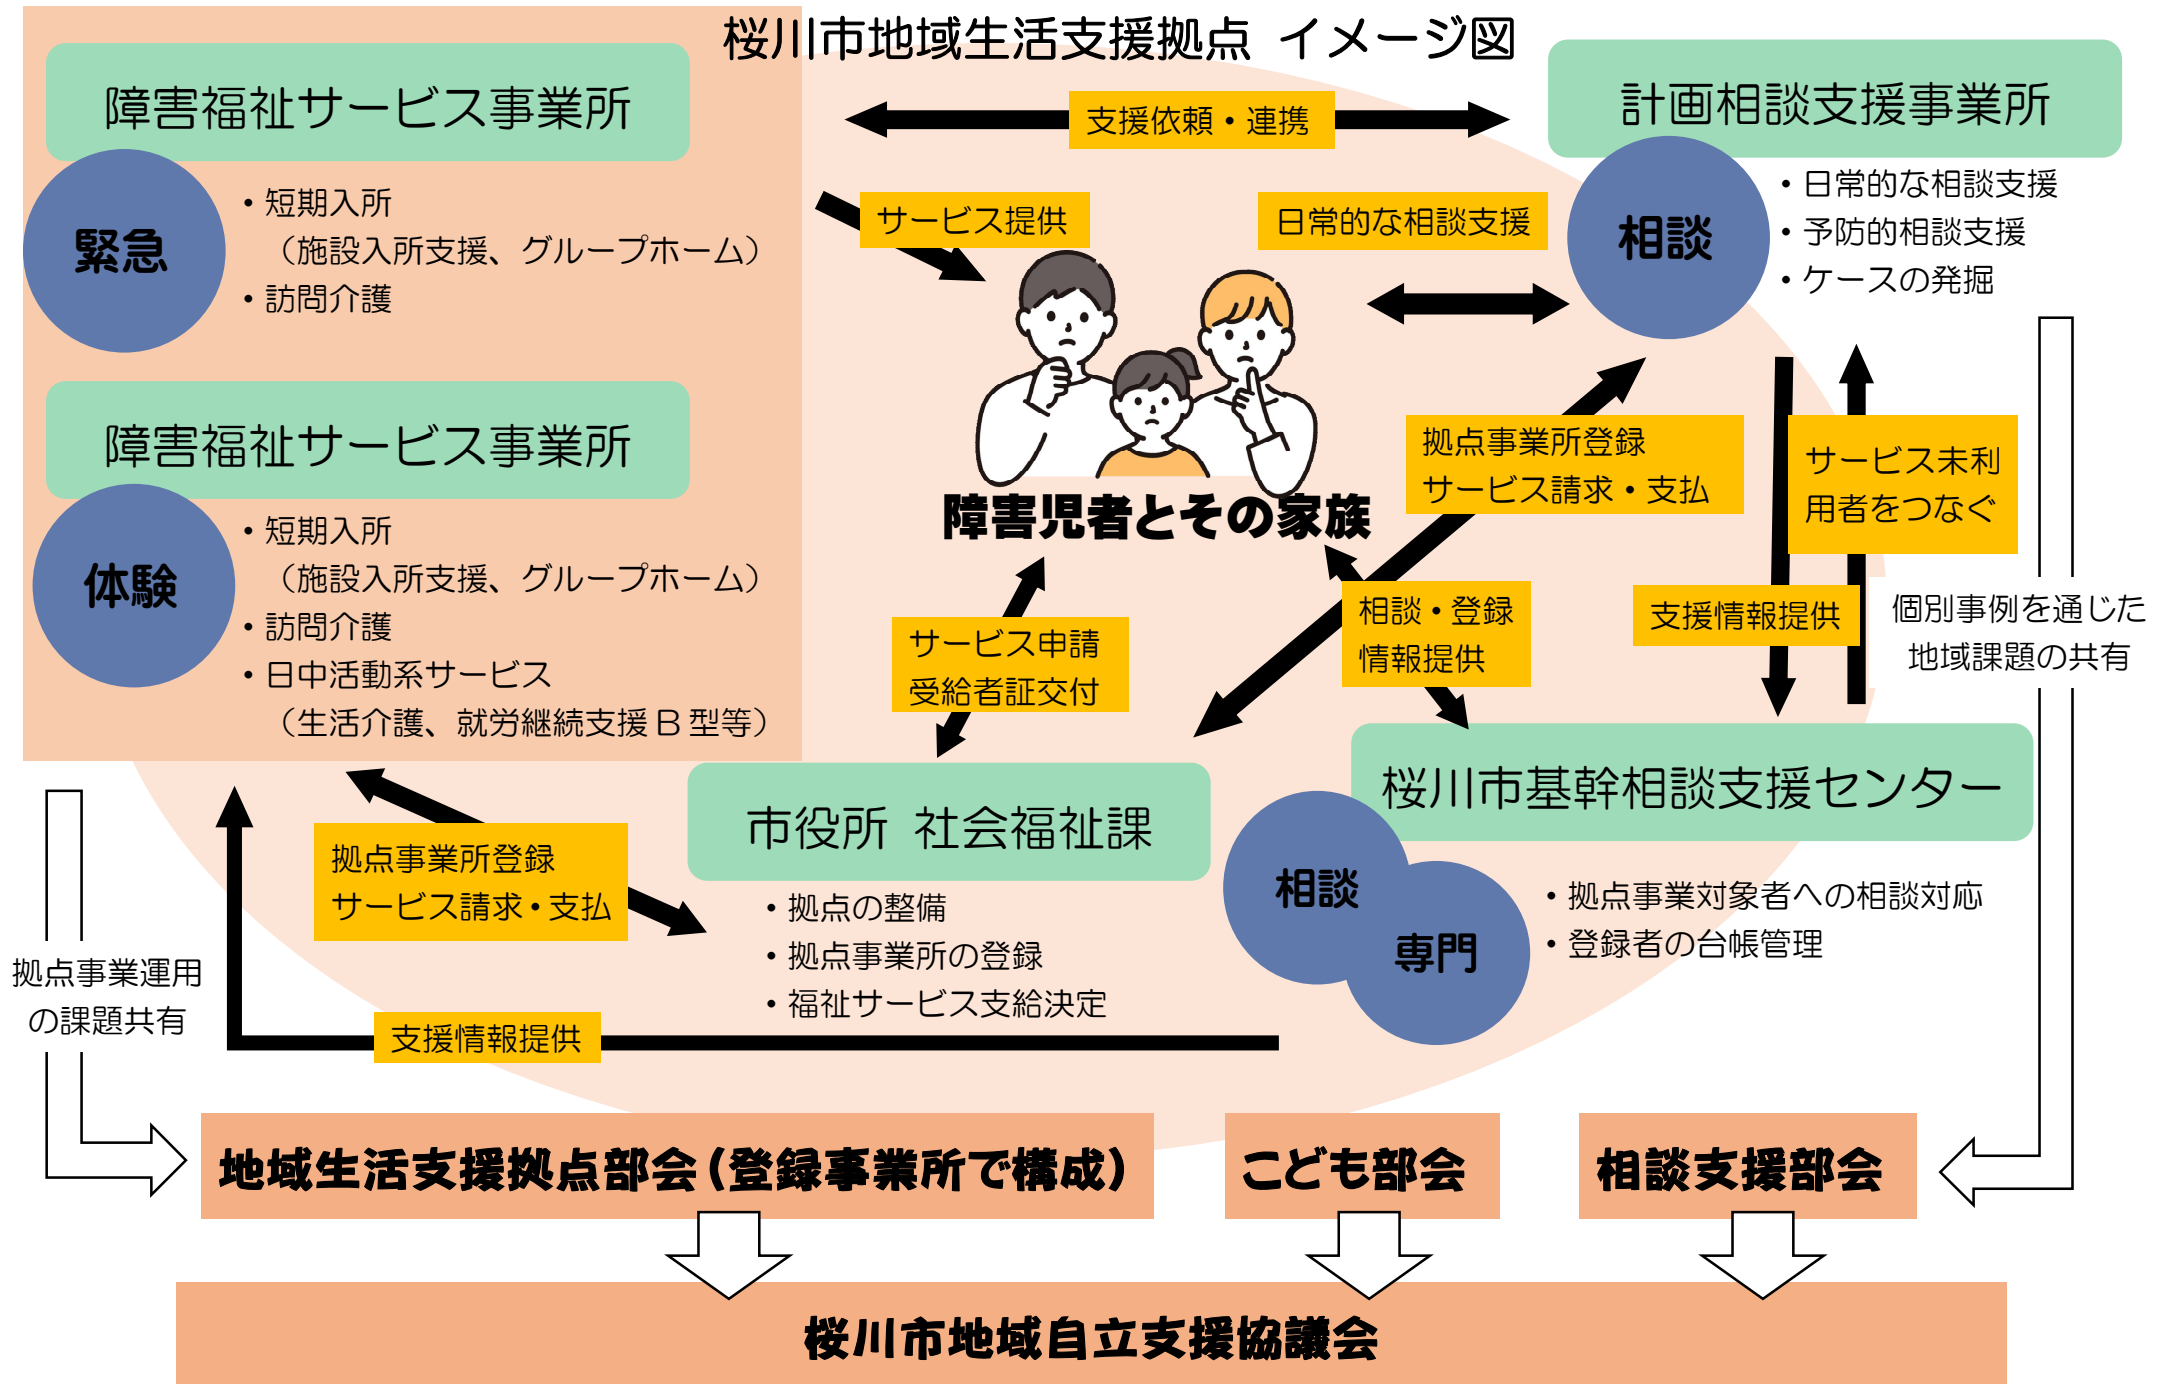 桜川市地域生活支援拠点 イメージ図
障害福祉サービス事業所
緊急
・短期入所
（施設入所支援、グループホーム）
・訪問介護
障害福祉サービス事業所
体験
・短期入所
（施設入所支援、グループホーム）
・訪問介護
・日中活動系サービス
（生活介護、就労継続支援B型等）
支援依頼・連携
サービス提供
日常的な相談支援
計画相談支援事業所
相談
・日常的な相談支援
・予防的相談支援
・ケースの発掘
障害児者とその家族
拠点事業所登録
サービス請求・支払
サービス未利
用者をつなぐ
相談・登録
情報提供
支援情報提供
個別事例を通じた
地域課題の共有
サービス申請
受給者証交付
市役所 社会福祉課
・拠点の整備
・拠点事業所の登録
・福祉サービス支給決定
桜川市基幹相談支援センター
相談
専門
・拠点事業対象者への相談対応
・登録者の台帳管理
拠点事業所登録
サービス請求・支払
拠点事業運用
の課題共有
支援情報提供
地域生活支援拠点部会（登録事業所で構成）
こども部会
相談支援部会
桜川市地域自立支援協議会